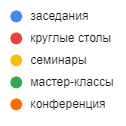 заседания
круглые столы
семинары
мастер-классы
конференция